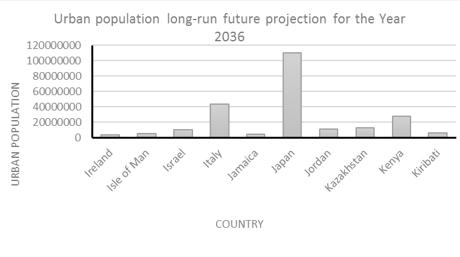 Urban population long-run future projection for the Year
2036
120000000
100000000
80000000
60000000
40000000
20000000
0
URBAN POPULATION
Ireland
Isle of Man
Israel
Italy
Jamaica
Japan
Jordan
Kazakhstan
Kenya
Kiribati
COUNTRY